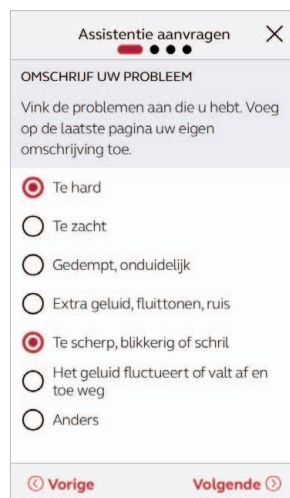 Assistentie aanvragen
OMSCHRIJF UW PROBLEEM
Vink de problemen aan die u hebt. Voeg
op de laatste pagina uw eigen
omschrijving toe.
Te hard
Te zacht
Gedempt, onduidelijk
Extra geluid, fluittonen, ruis
Te scherp, blikkerig of schril
Het geluid fluctueert of valt af en
toe weg
Anders
Vorige
Volgende